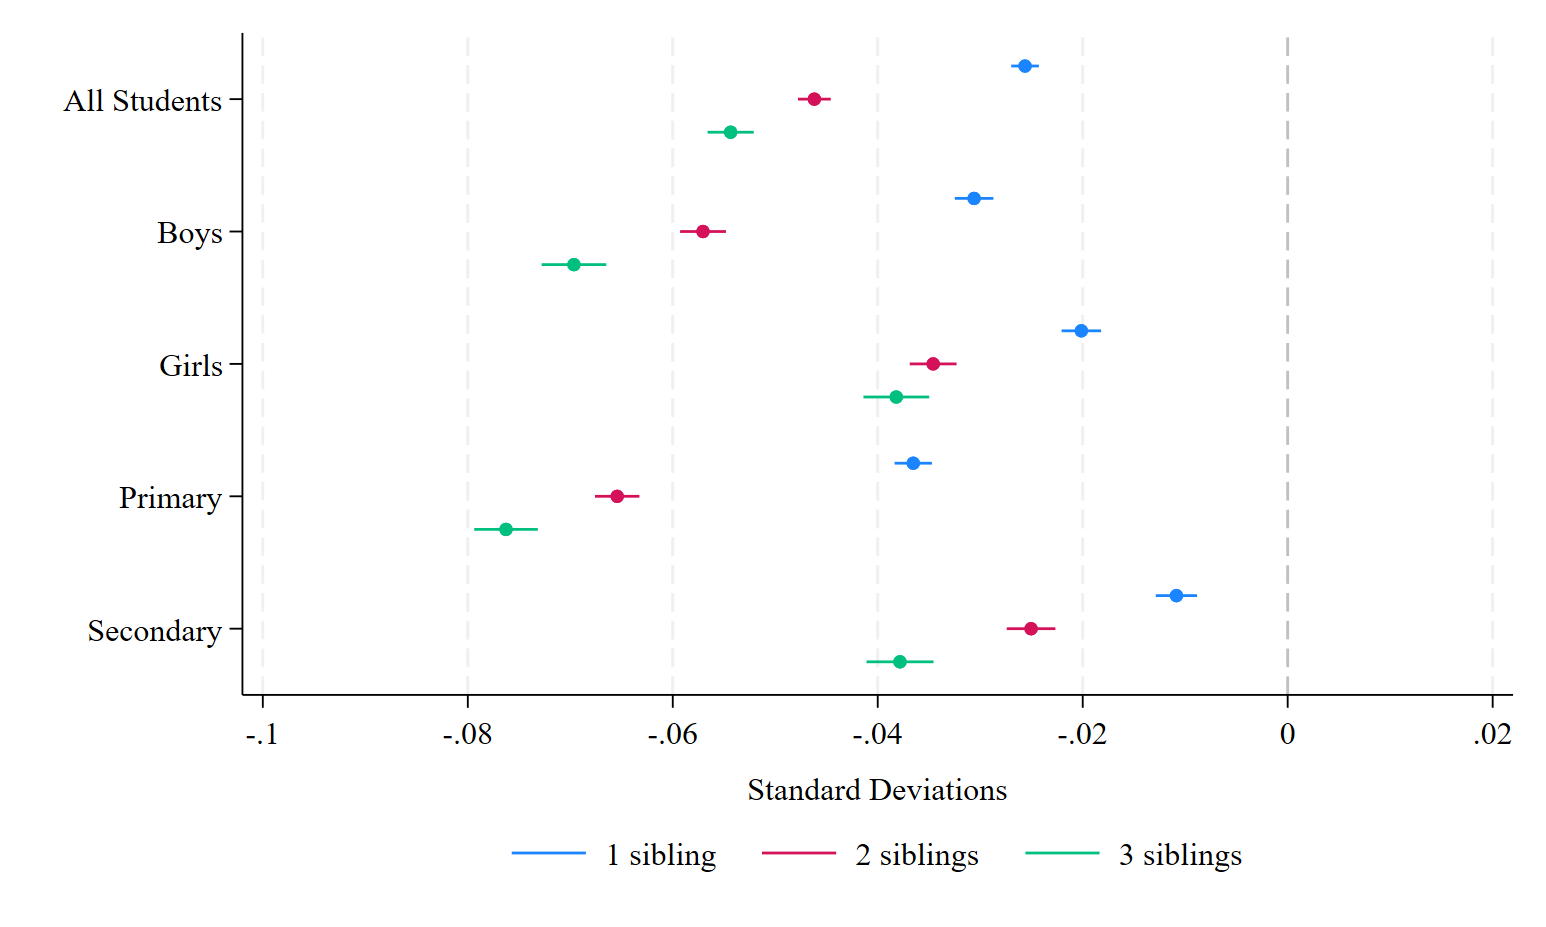 All Students
Boys
Girls
Primary
Secondary
-.1 -.08 -.06 -.04 -.02 0 .02
Standard Deviations
1 sibling 2 siblings 3 siblings